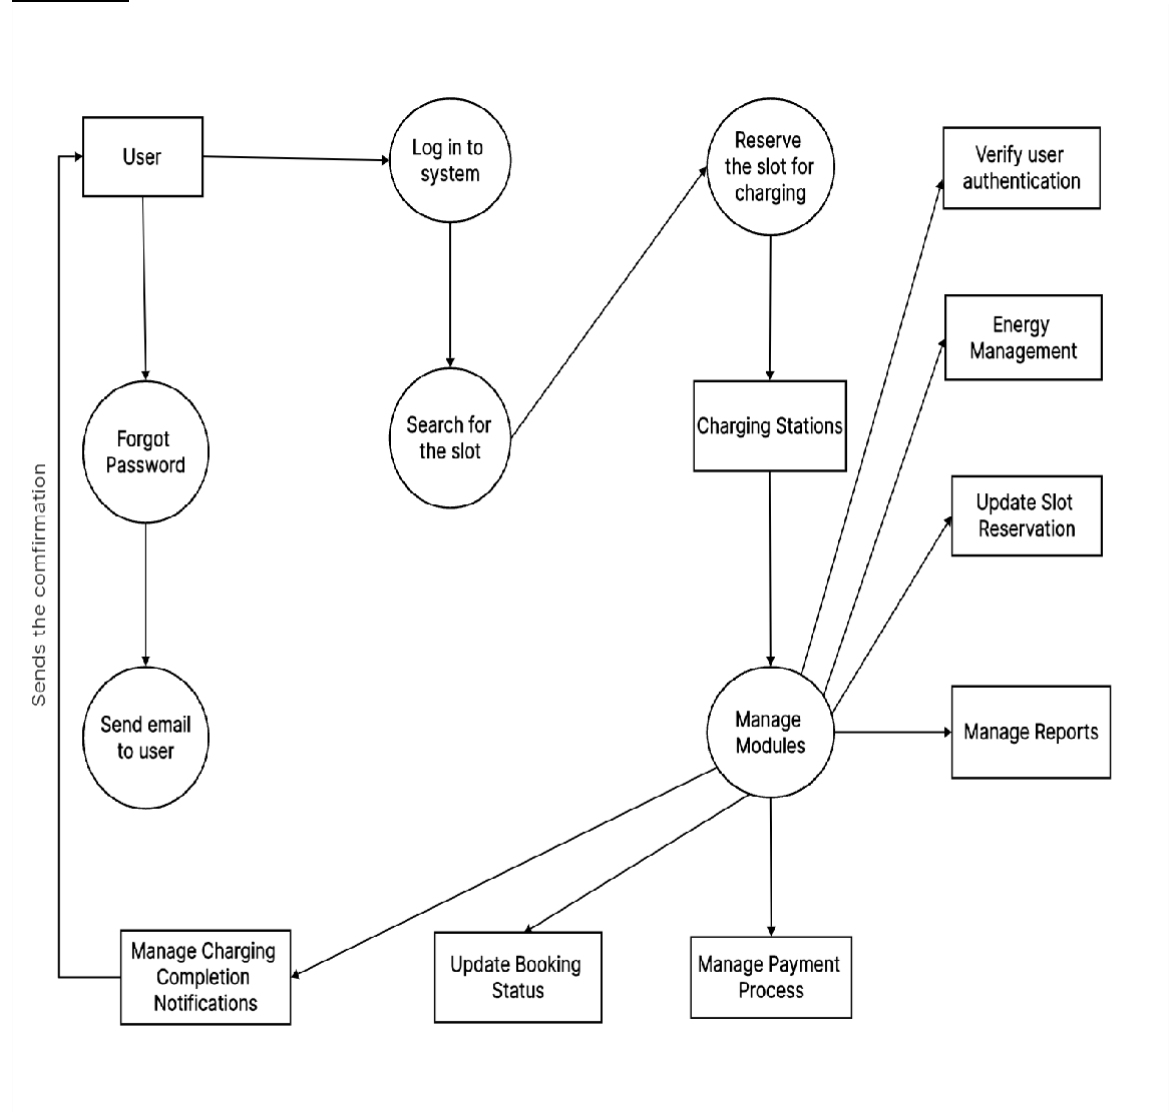 User
Log in to
system
Reserve
the slot for
charging
Verify user
authentication
Energy
Management
Forgot
Password
Search for
the slot
Charging Stations
Update Slot
Reservation
Sends the comfirmation
Send email
to user
Manage
Modules
Manage Reports
Manage Charging
Completion
Notifications
Update Booking
Status
Manage Payment
Process